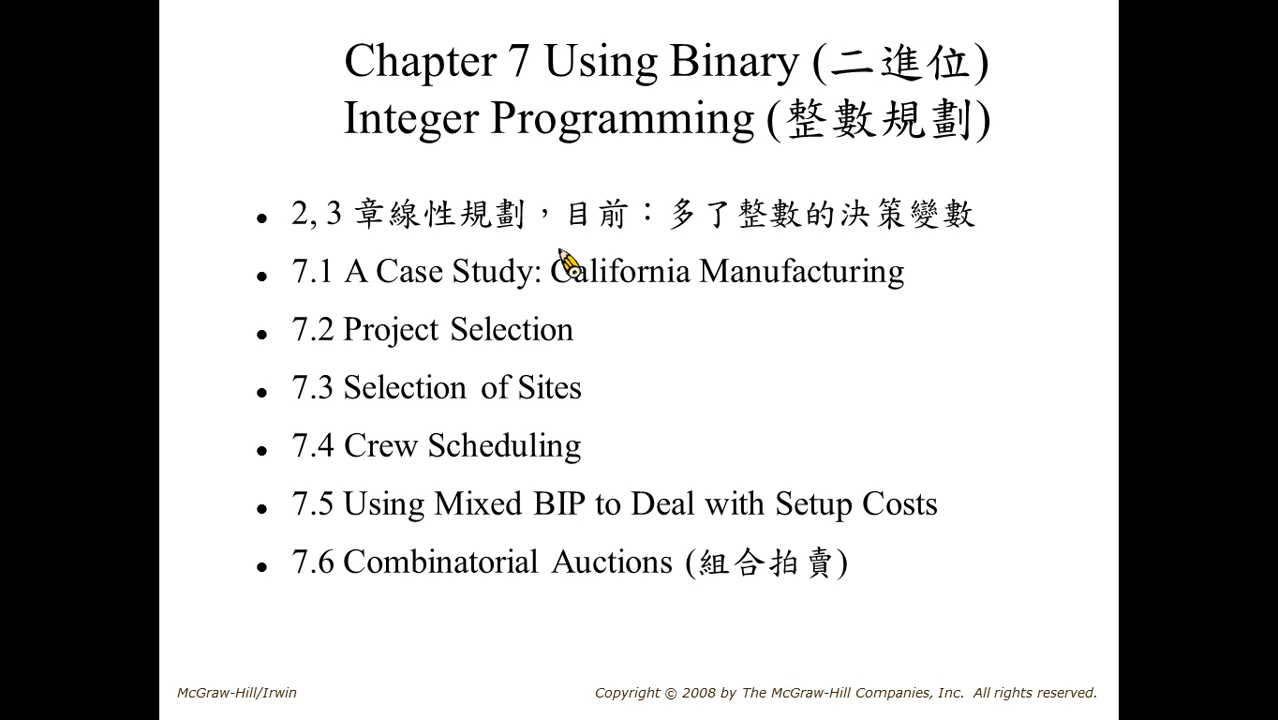 Chapter 7 Using Binary (二進位)
Integer Programming (整數規劃)
• 2, 3 章線性規劃，目前：多了整數的決策變數
• 7.1 A Case Study: California Manufacturing
• 7.2 Project Selection
• 7.3 Selection of Sites
• 7.4 Crew Scheduling
• 7.5 Using Mixed BIP to Deal with Setup Costs
• 7.6 Combinatorial Auctions (組合拍賣)
McGraw-Hill/Irwin
Copyright © 2008 by The McGraw-Hill Companies, Inc. All rights reserved.